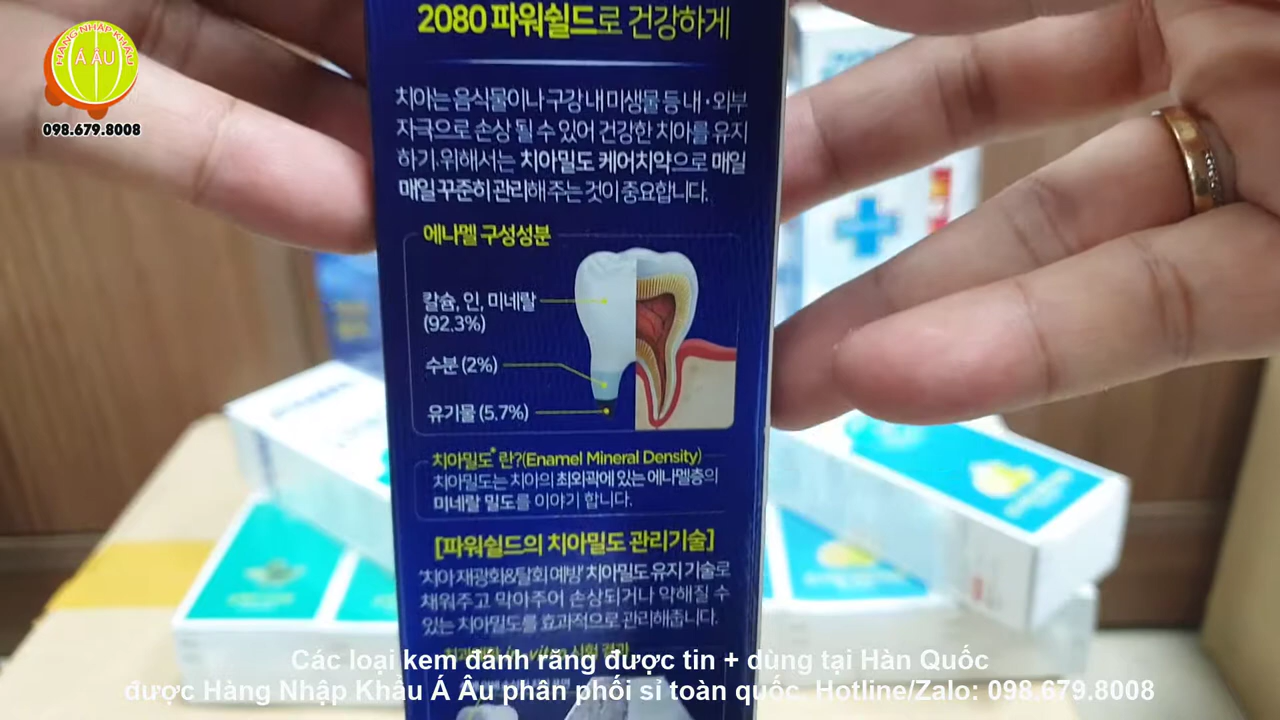 HÀNG NHẬP KHẨU
Á ÂU
098.679.8008
2080 파워쉴드로 건강하게
치아는 음식물이나 구강 내 미생물 등 내·외부
자극으로 손상 될 수 있어 건강한 치아를 유지
하기 위해서는 치아밀도 케어치약으로 매일
매일 꾸준히 관리해 주는 것이 중요합니다.
에나멜 구성성분
칼슘, 인, 미네랄
(92.3%)
수분 (2%)
유기물 (5.7%)
치아밀도* 란?(Enamel Mineral Density)
치아밀도는 치아의 최외곽에 있는 에나멜층의
미네랄 밀도를 이야기 합니다.
[파워쉴드의 치아밀도 관리기술]
'치아 재광화&탈회 예방' 치아밀도 유지 기술로
채워주고 막아주어 손상되거나 약해질 수
있는 치아밀도를 효과적으로 관리해줍니다.
Các loại kem đánh răng được tin + dùng tại Hàn Quốc
được Hàng Nhập Khẩu Á Âu phân phối sỉ toàn quốc. Hotline/Zalo: 098.679.8008